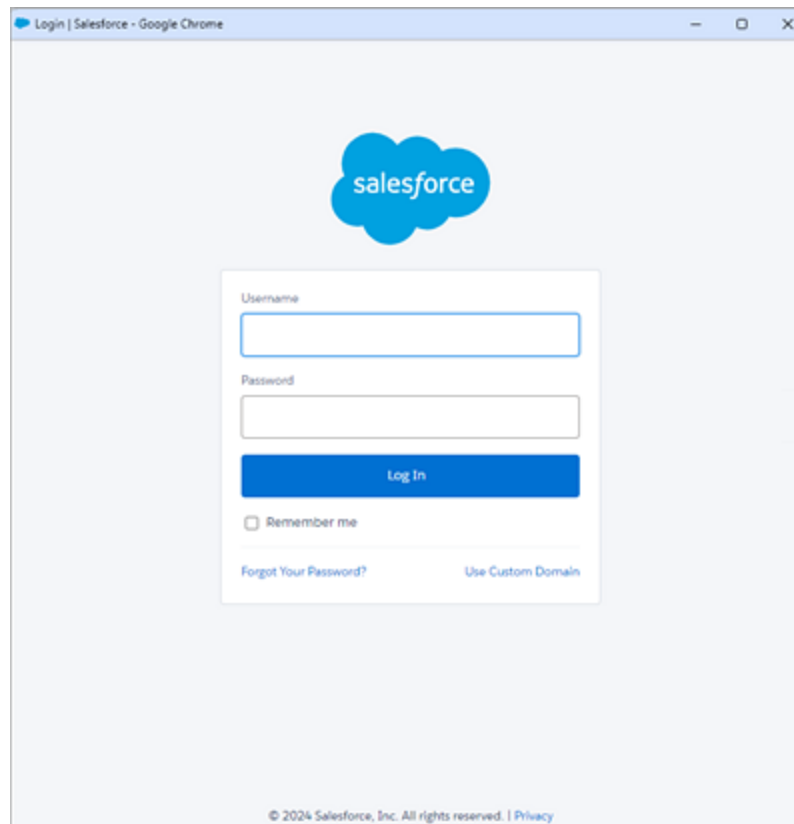 Login | Salesforce - Google Chrome
salesforce
Username
Password
Log In
Remember me
Forgot Your Password? Use Custom Domain
© 2024 Salesforce, Inc. All rights reserved. | Privacy